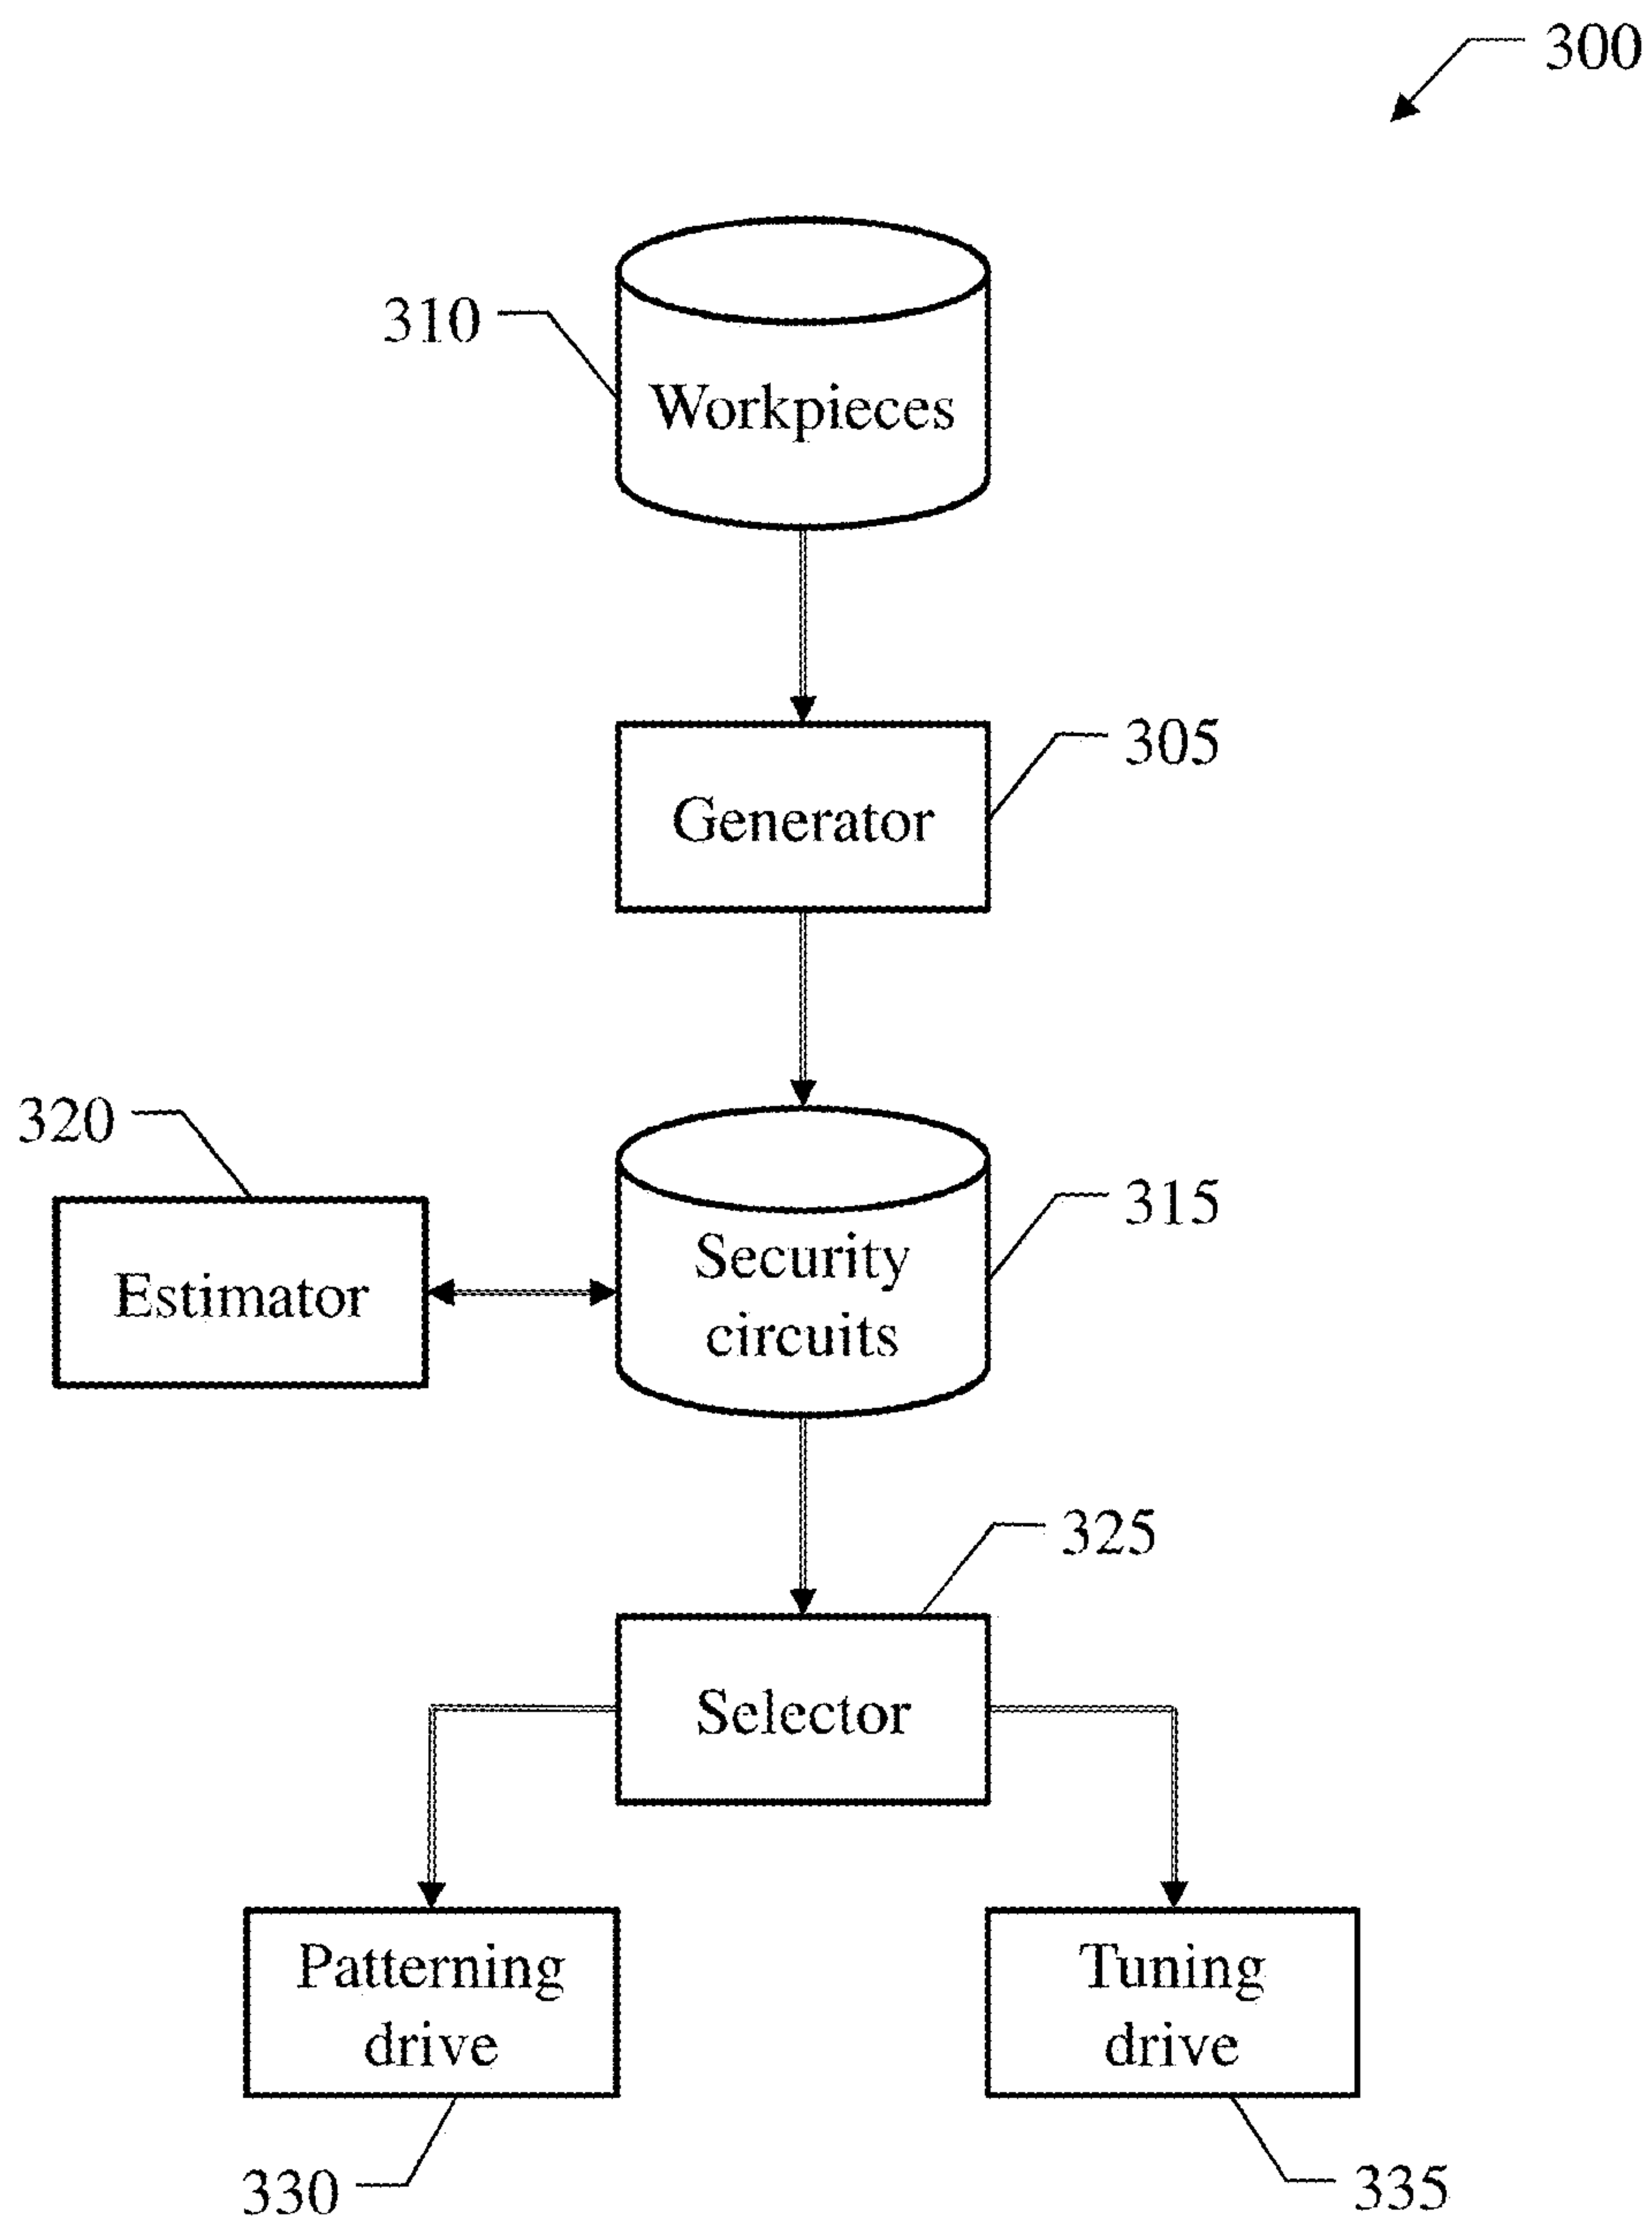 300
310
Workpieces
305
Generator
320
315
Estimator
Security
circuits
325
Selector
Patterning
drive
Tuning
drive
330
335